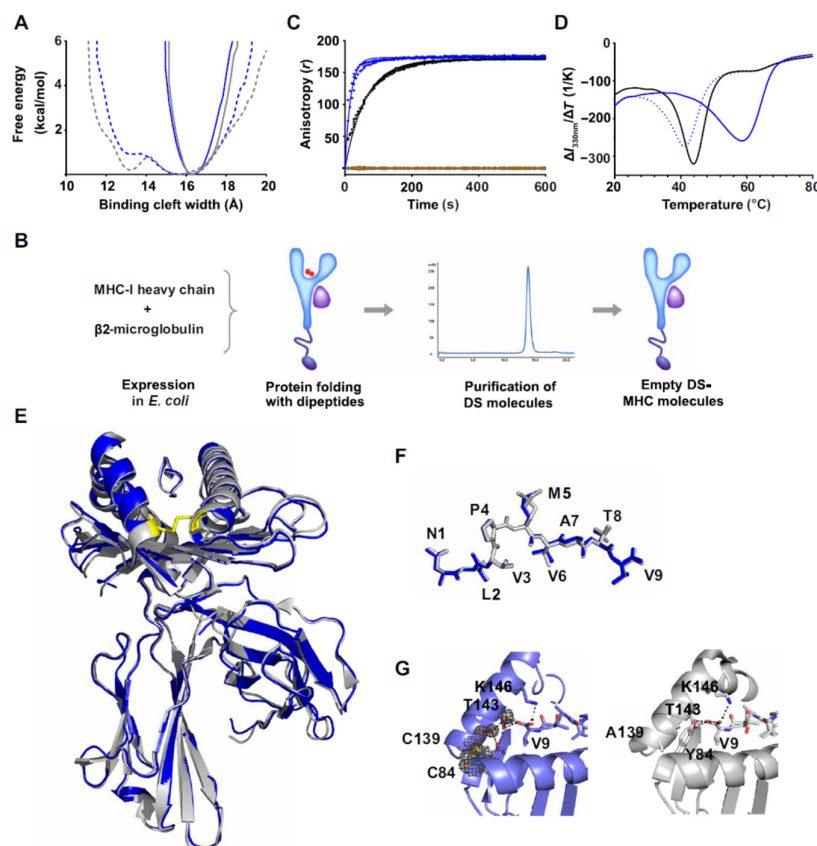 A
Free energy
(kcal/mol)
6
4
2
10 12 14 16 18 20
Binding cleft width (Å)
C
Anisotropy (r)
200
150
100
50
0 200 400 600
Time (s)
D
ΔI330nm/ΔT (1/K)
0
−100
−200
−300
20 40 60 80
Temperature (°C)
B
MHC-I heavy chain
+
β2-microglobulin
Expression
in E. coli
Protein folding
with dipeptides
Purification of
DS molecules
Empty DS-
MHC molecules
E
F
N1
L2
V3
P4
M5
V6
A7
T8
V9
G
K146
T143
C139
V9
C84
K146
T143
A139
V9
Y84